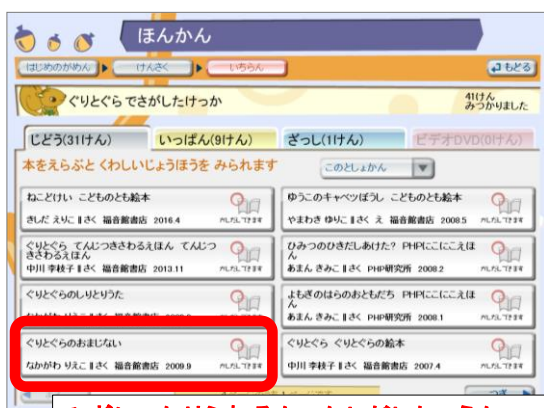 ほんかん
はじめのがめん けんさく いちらん もどる
ぐりとぐら でさがしたけっか
41けん
みつかりました
じどう(31けん) いっぱん(9けん) ざっし(1けん) ビデオDVD(0けん)
本をえらぶと くわしいじょうほうを みられます このとしょかん
ねこどけい こどものとも絵本
きしだ えりこ‖さく 福音館書店 2016.4
ゆうこのキャベツぼうし こどものとも絵本
やまわき ゆりこ‖さく え 福音館書店 2008.5
ぐりとぐら てんじつきさわるえほん てんじつ
きさわるえほん
中川 李枝子‖さく 福音館書店 2013.11
ひみつのひきだしあけた? PHPにこにこえほ
ん
あまん きみこ‖さく PHP研究所 2008.2
ぐりとぐらのしりとりうた
よもぎのはらのおともだち PHPにこにこえほ
ん
あまん きみこ‖さく PHP研究所 2008.1
ぐりとぐらのおまじない
なかがわ りえこ‖さく 福音館書店 2009.9
ぐりとぐら ぐりとぐらの絵本
中川 李枝子‖さく 福音館書店 2007.4